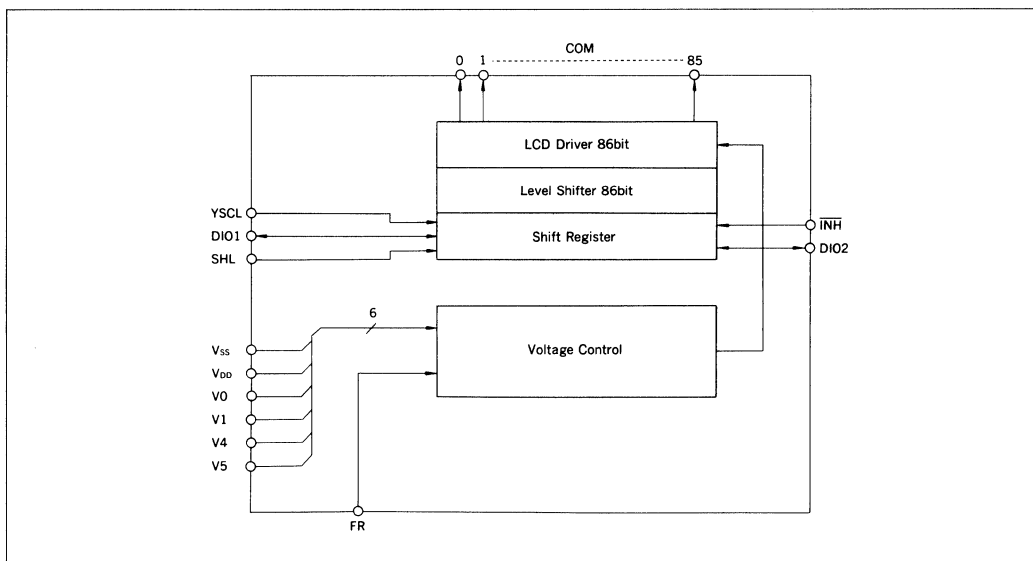 COM
0 1 85
LCD Driver 86bit
Level Shifter 86bit
YSCL
Shift Register
INH
DIO1
DIO2
SHL
6
Voltage Control
VSS
VDD
V0
V1
V4
V5
FR